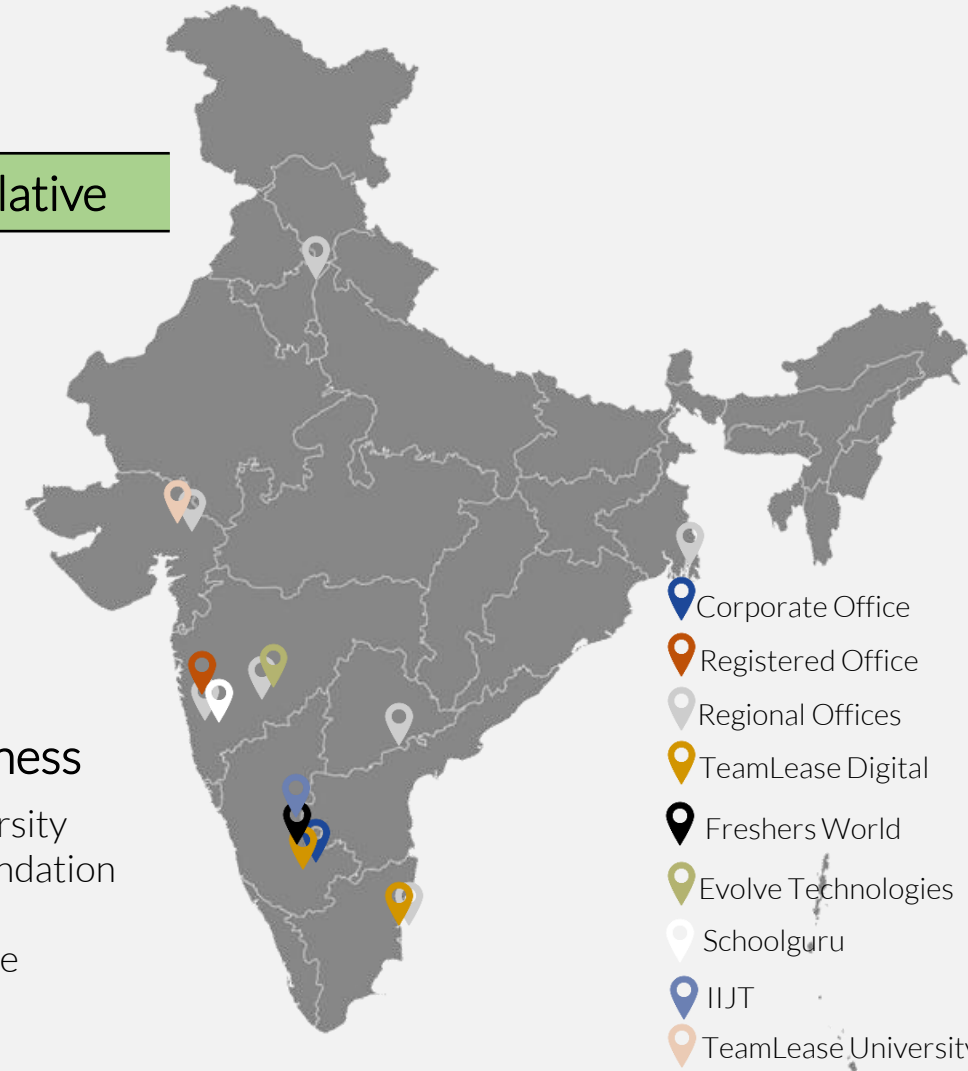 lative
ness
rsity
ndation
e
Corporate Office
Registered Office
Regional Offices
TeamLease Digital
Freshers World
Evolve Technologies
Schoolguru
IIJT
TeamLease University